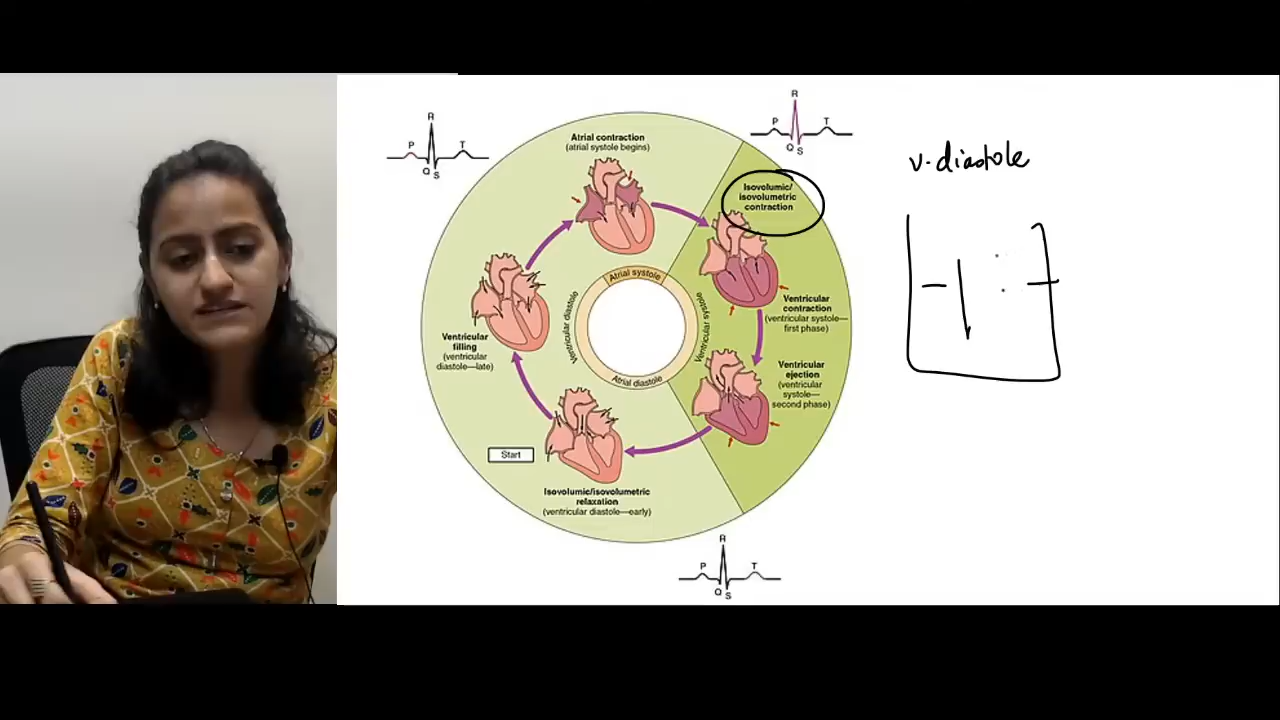 R
P
T
Q
S
R
P
T
Q
S
Atrial contraction
(atrial systole begins)
Isovolumic/
isovolumetric
contraction
v. diastole
Atrial systole
Ventricular diastole
Ventricular systole
Atrial diastole
Ventricular
contraction
(ventricular systole—
first phase)
Ventricular
filling
(ventricular
diastole—late)
Ventricular
ejection
(ventricular
systole—
second phase)
Start
Isovolumic/isovolumetric
relaxation
(ventricular diastole—early)
R
P
T
Q
S